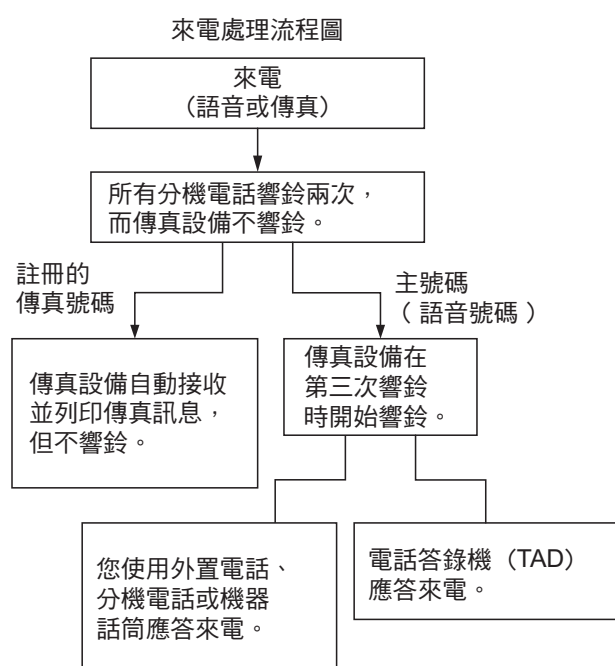 來電處理流程圖
來電
（語音或傳真）
所有分機電話響鈴兩次，
而傳真設備不響鈴。
註冊的
傳真號碼
主號碼
（ 語音號碼 ）
傳真設備自動接收
並列印傳真訊息，
但不響鈴。
傳真設備在
第三次響鈴
時開始響鈴。
您使用外置電話、
分機電話或機器
話筒應答來電。
電話答錄機（TAD）
應答來電。